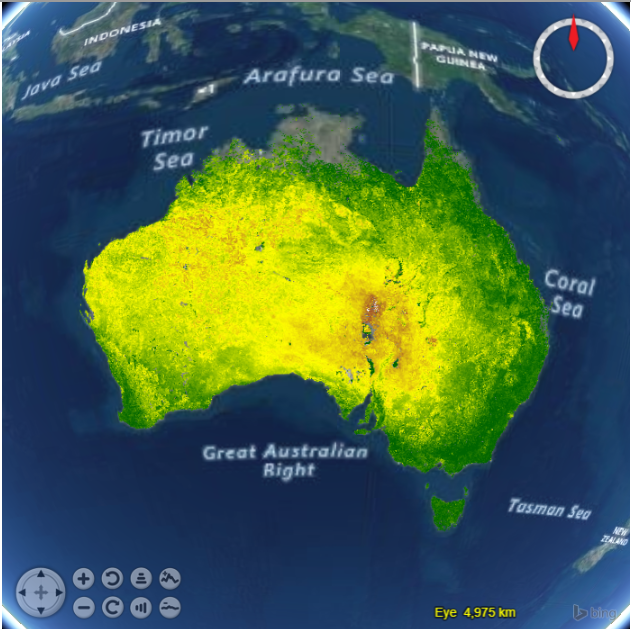 INDONESIA
PAPUA NEW
GUINEA
Java Sea
Arafura Sea
Timor
Sea
Coral
Sea
Great Australian
Bight
Tasman Sea
NEW
ZEALAND
Eye 4,975 km
bing